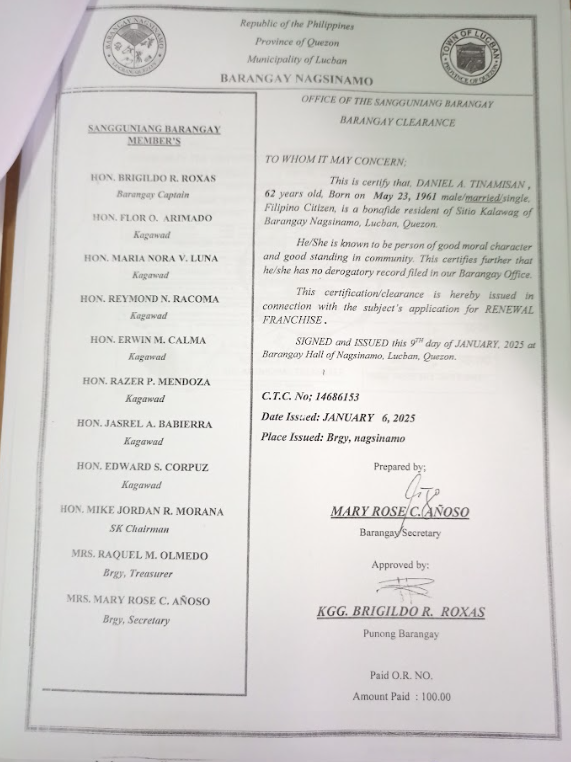 Republic of the Philippines
Province of Quezon
Municipality of Lucban
BARANGAY NAGSINAMO
BARANGAY NAGSINAMO
TOWN OF LUCBAN
PROVINCE OF QUEZON
SANGGUNIANG BARANGAY
MEMBER'S
HON. BRIGILDO R. ROXAS
Barangay Captain
HON. FLOR O. ARIMADO
Kagawad
HON. MARIA NORA V. LUNA
Kagawad
HON. REYMOND N. RACOMA
Kagawad
HON. ERWIN M. CALMA
Kagawad
HON. RAZER P. MENDOZA
Kagawad
HON. JASREL A. BABIERRA
Kagawad
HON. EDWARD S. CORPUZ
Kagawad
HON. MIKE JORDAN R. MORANA
SK Chairman
MRS. RAQUEL M. OLMEDO
Brgy, Treasurer
MRS. MARY ROSE C. AÑOSO
Brgy, Secretary
OFFICE OF THE SANGGUNIANG BARANGAY
BARANGAY CLEARANCE
TO WHOM IT MAY CONCERN;
This is certify that, DANIEL A. TINAMISAN ,
62 years old, Born on May 23, 1961 male/married/single.
Filipino Citizen, is a bonafide resident of Sitio Kalawag of
Barangay Nagsinamo, Lucban, Quezon.
He/She is known to be person of good moral character
and good standing in community. This certifies further that
he/she has no derogatory record filed in our Barangay Office.
This certification/clearance is hereby issued in
connection with the subject's application for RENEWAL
FRANCHISE .
SIGNED and ISSUED this 9TH day of JANUARY, 2025 at
Barangay Hall of Nagsinamo, Lucban, Quezon.
C.T.C. No; 14686153
Date Issued: JANUARY 6, 2025
Place Issued: Brgy, nagsinamo
Prepared by;
MARY ROSE C. AÑOSO
Barangay Secretary
Approved by:
KGG. BRIGILDO R. ROXAS
Punong Barangay
Paid O.R. NO.
Amount Paid : 100.00